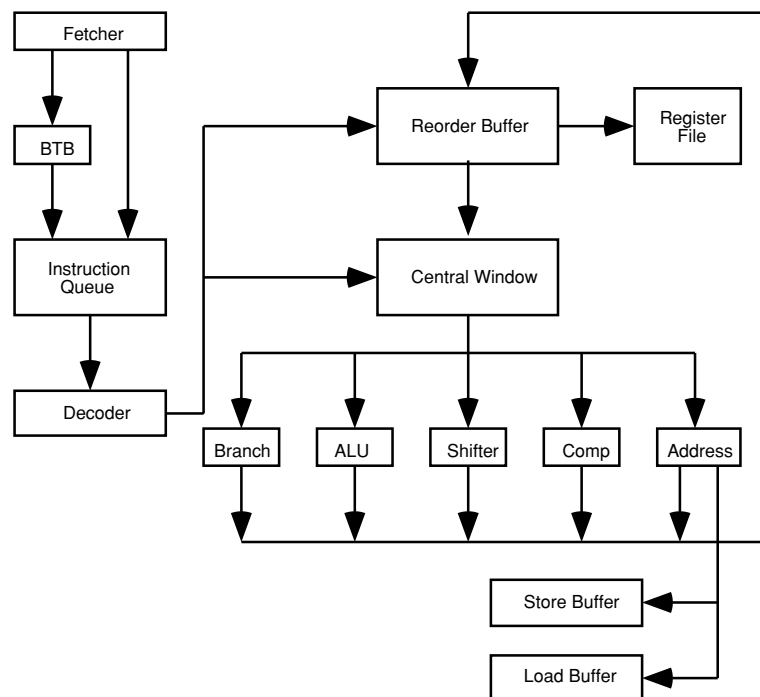 Fetcher
BTB
Instruction
Queue
Decoder
Reorder Buffer
Register
File
Central Window
Branch
ALU
Shifter
Comp
Address
Store Buffer
Load Buffer